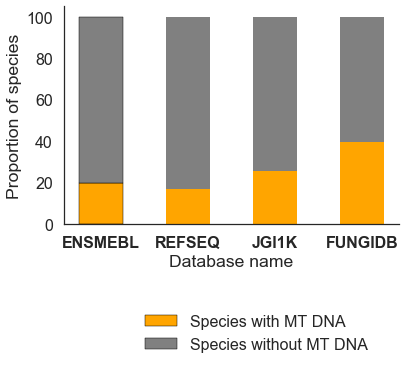 Proportion of species
100
80
60
40
20
0
ENSMEBL REFSEQ JGI1K FUNGIDB
Database name
Species with MT DNA
Species without MT DNA